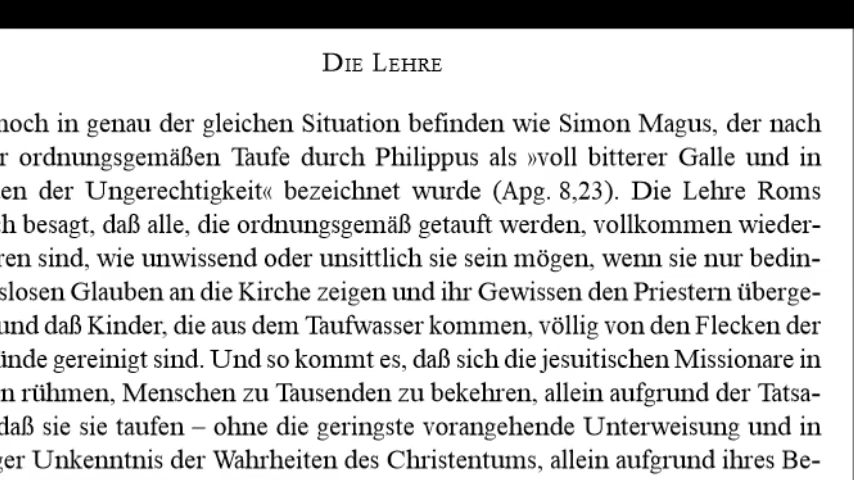 DIE LEHRE
noch in genau der gleichen Situation befinden wie Simon Magus, der nach
r ordnungsgemäßen Taufe durch Philippus als »voll bitterer Galle und in
en der Ungerechtigkeit« bezeichnet wurde (Apg. 8,23). Die Lehre Roms
ch besagt, daß alle, die ordnungsgemäß getauft werden, vollkommen wieder-
ren sind, wie unwissend oder unsittlich sie sein mögen, wenn sie nur bedin-
slosen Glauben an die Kirche zeigen und ihr Gewissen den Priestern überge-
und daß Kinder, die aus dem Taufwasser kommen, völlig von den Flecken der
ünde gereinigt sind. Und so kommt es, daß sich die jesuitischen Missionare in
n rühmen, Menschen zu Tausenden zu bekehren, allein aufgrund der Tatsa-
daß sie sie taufen – ohne die geringste vorangehende Unterweisung und in
ger Unkenntnis der Wahrheiten des Christentums, allein aufgrund ihres Be-